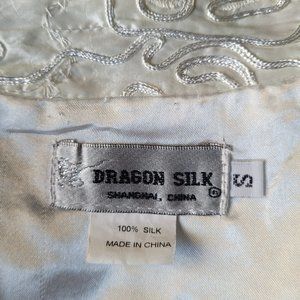 DRAGON SILK
SHANGHAI, CHINA
S
100% SILK
MADE IN CHINA